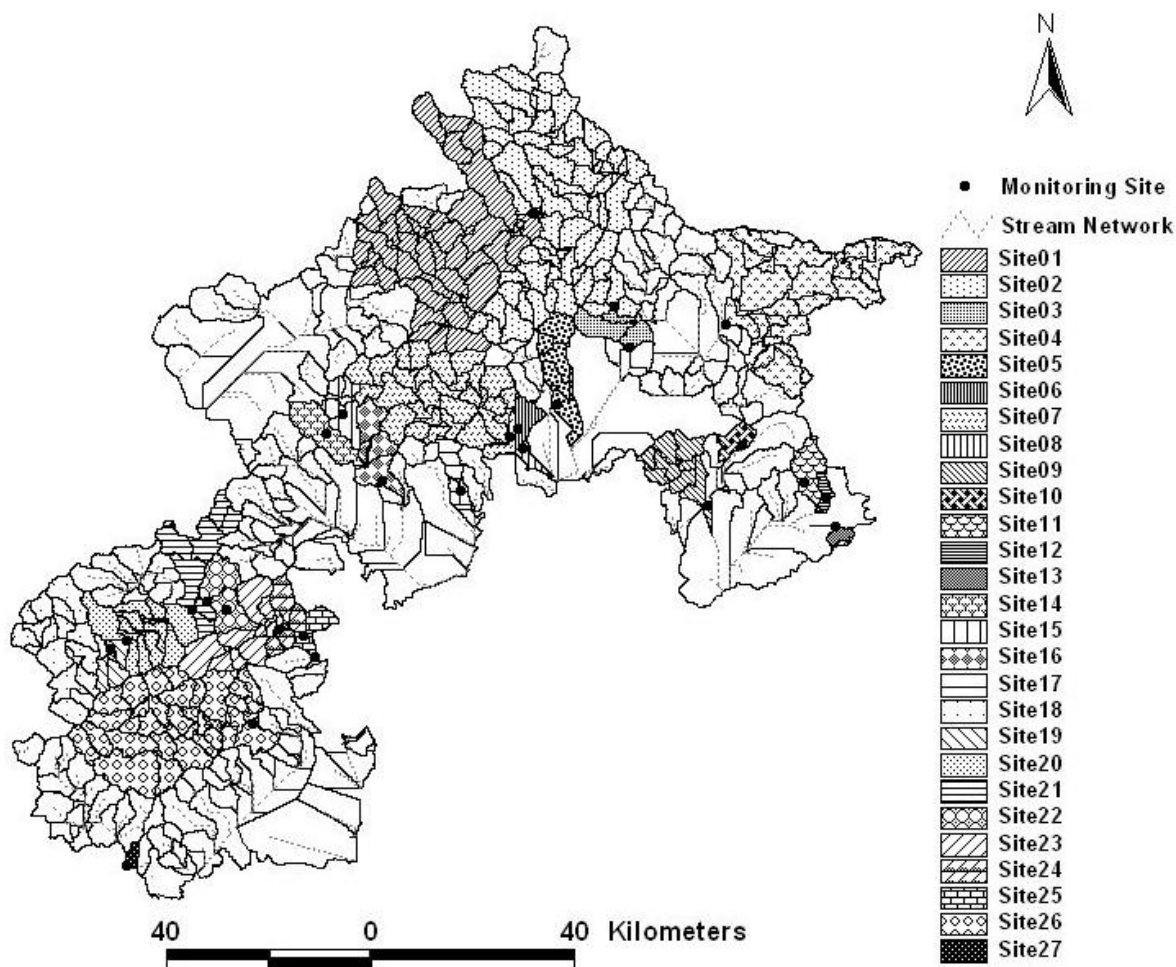 N
Monitoring Site
Stream Network
Site01
Site02
Site03
Site04
Site05
Site06
Site07
Site08
Site09
Site10
Site11
Site12
Site13
Site14
Site15
Site16
Site17
Site18
Site19
Site20
Site21
Site22
Site23
Site24
Site25
Site26
Site27
40 0 40 Kilometers